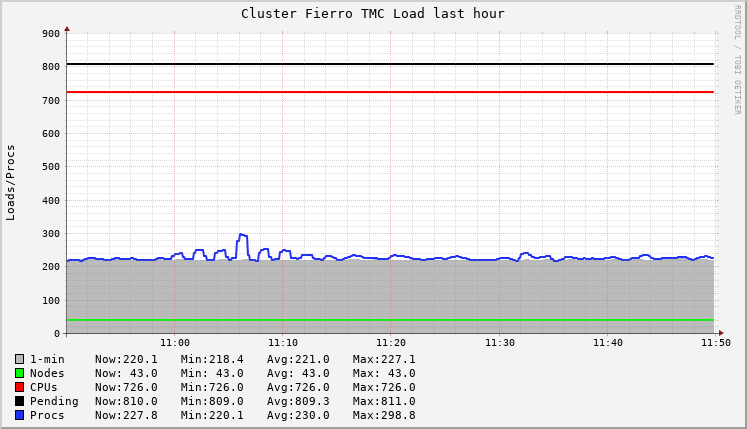 Cluster Fierro TMC Load last hour
RRDTOOL / TOBI OETIKER
Loads/Procs
900
800
700
600
500
400
300
200
100
0
11:00 11:10 11:20 11:30 11:40 11:50
1-min Now:220.1 Min:218.4 Avg:221.0 Max:227.1
Nodes Now: 43.0 Min: 43.0 Avg: 43.0 Max: 43.0
CPUs Now:726.0 Min:726.0 Avg:726.0 Max:726.0
Pending Now:810.0 Min:809.0 Avg:809.3 Max:811.0
Procs Now:227.8 Min:220.1 Avg:230.0 Max:298.8